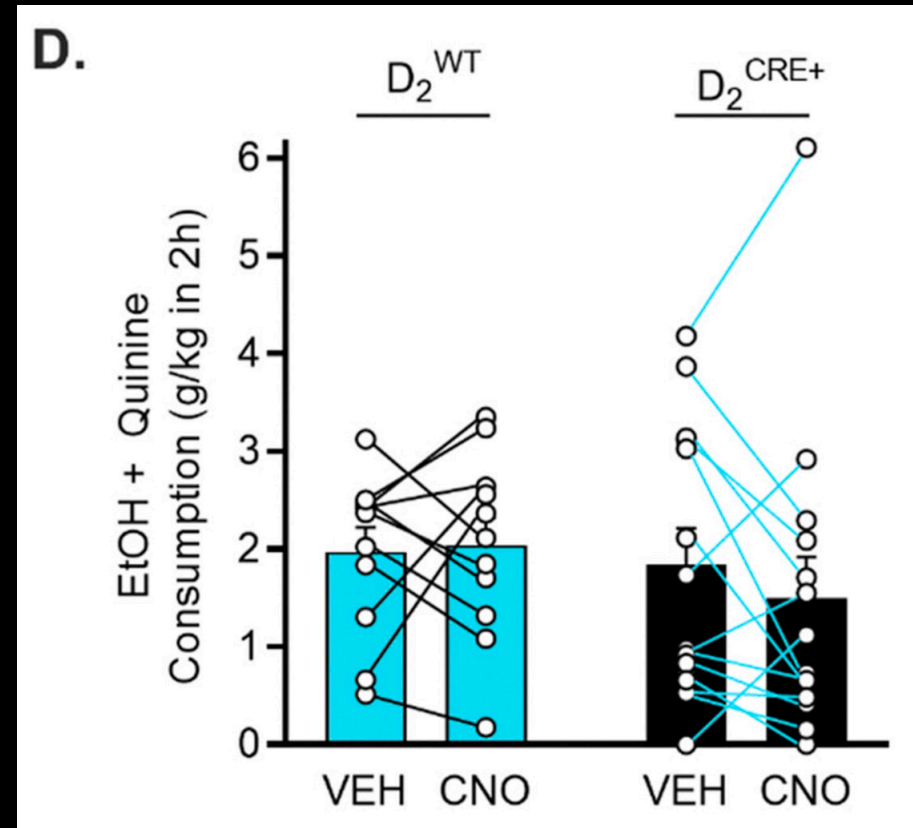 D.
D₂ᵂᵀ
D₂ᶜᴿᴱ⁺
EtOH + Quinine
Consumption (g/kg in 2h)
6
5
4
3
2
1
0
VEH CNO VEH CNO